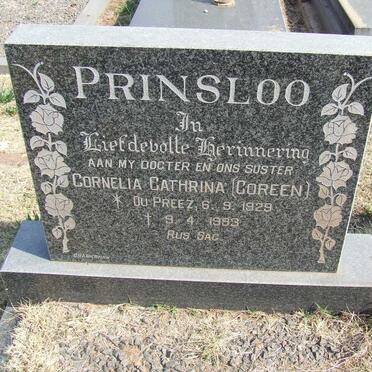 PRINSLOO
In
Liefdevolle Herinnering
AAN MY DOGTER EN ONS SUSTER
CORNELIA CATHRINA (COREEN)
* DU PREEZ, 6. 9. 1929
† 9. 4. 1993
RUS SAG